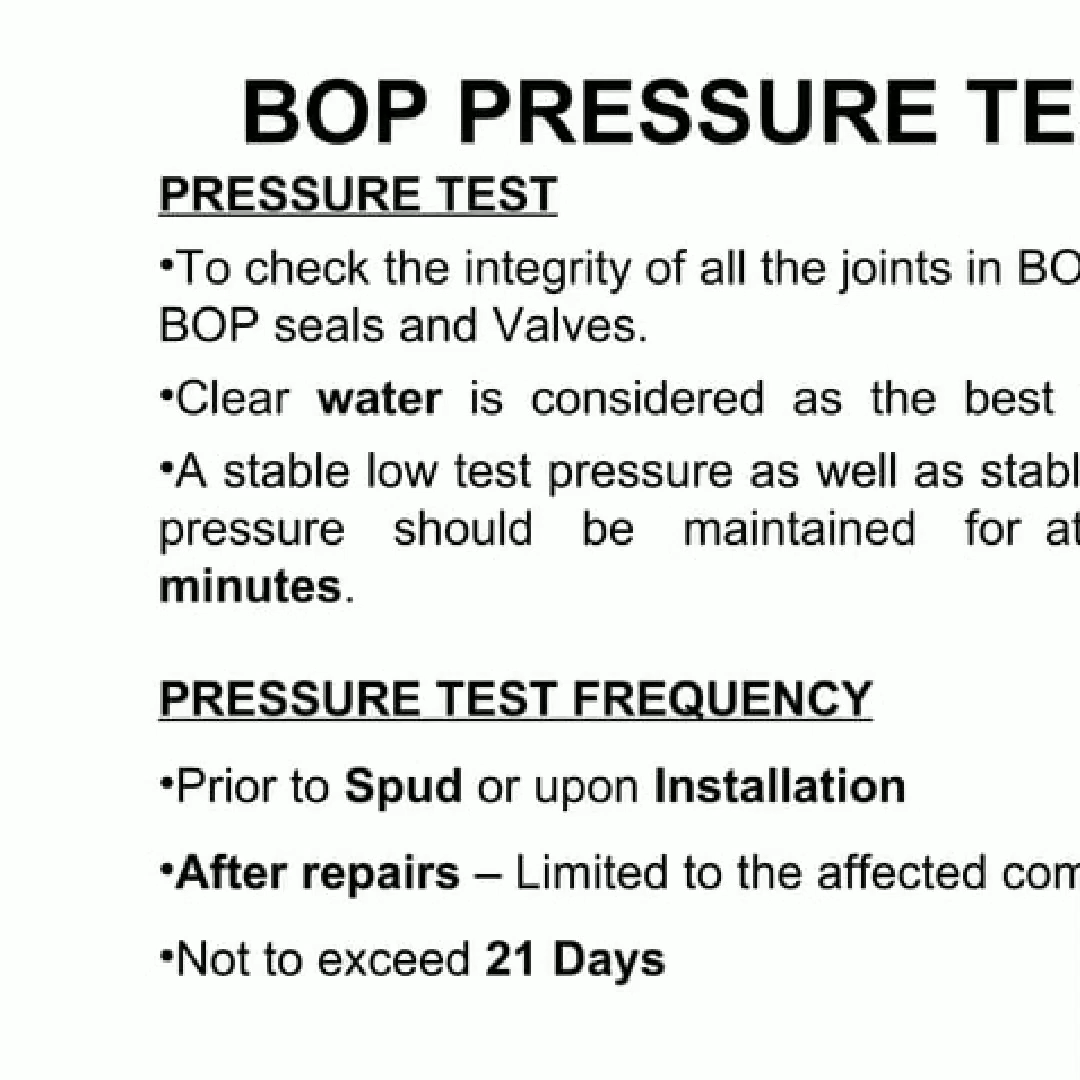 BOP PRESSURE TE
PRESSURE TEST
•To check the integrity of all the joints in BO
BOP seals and Valves.
•Clear water is considered as the best
•A stable low test pressure as well as stabl
pressure should be maintained for at
minutes.
PRESSURE TEST FREQUENCY
•Prior to Spud or upon Installation
•After repairs – Limited to the affected com
•Not to exceed 21 Days